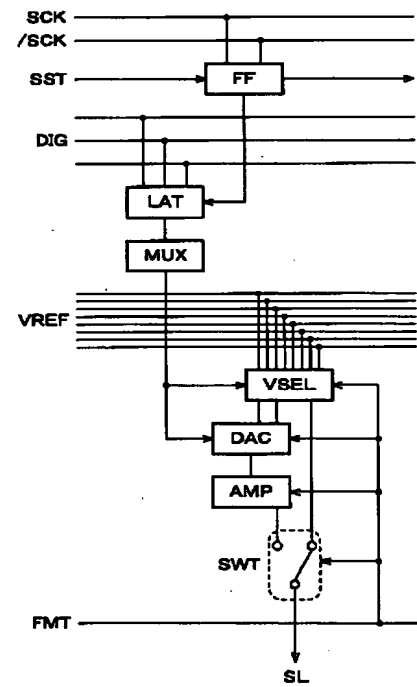 SCK
/SCK
SST
FF
DIG
LAT
MUX
VREF
VSEL
DAC
AMP
SWT
FMT
SL